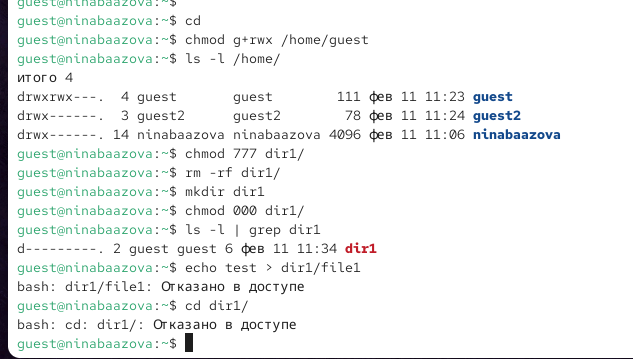 guest@ninabaazova:~$
guest@ninabaazova:~$ cd
guest@ninabaazova:~$ chmod g+rwx /home/guest
guest@ninabaazova:~$ ls -l /home/
итого 4
drwxrwx---.  4 guest       guest        111 фев 11 11:23 guest
drwx------.  3 guest2      guest2        78 фев 11 11:24 guest2
drwx------. 14 ninabaazova ninabaazova 4096 фев 11 11:06 ninabaazova
guest@ninabaazova:~$ chmod 777 dir1/
guest@ninabaazova:~$ rm -rf dir1/
guest@ninabaazova:~$ mkdir dir1
guest@ninabaazova:~$ chmod 000 dir1/
guest@ninabaazova:~$ ls -l | grep dir1
d---------. 2 guest guest 6 фев 11 11:34 dir1
guest@ninabaazova:~$ echo test > dir1/file1
bash: dir1/file1: Отказано в доступе
guest@ninabaazova:~$ cd dir1/
bash: cd: dir1/: Отказано в доступе
guest@ninabaazova:~$